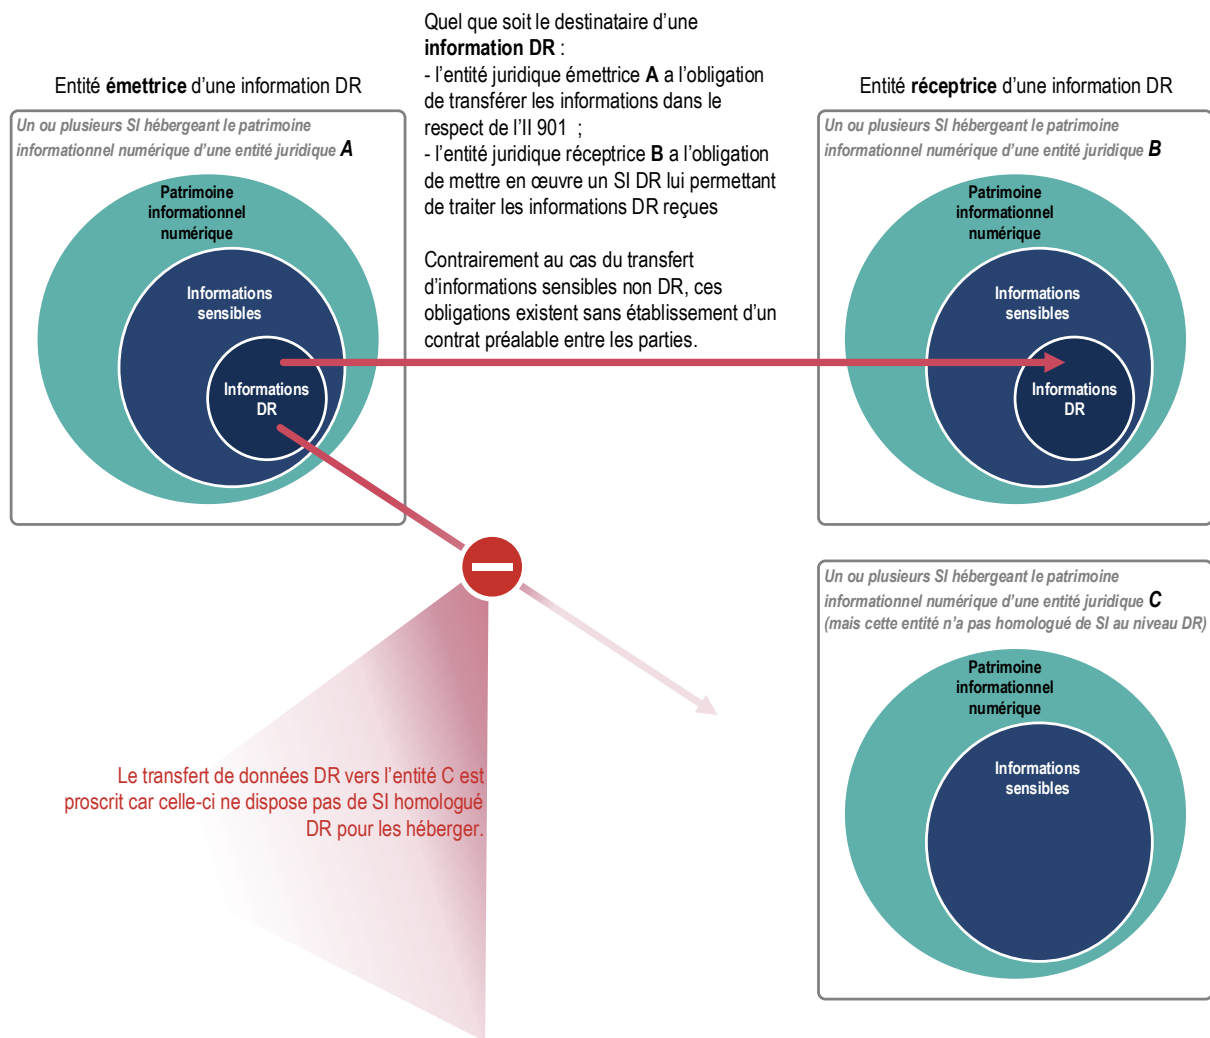 Quel que soit le destinataire d'une
information DR :
- l'entité juridique émettrice A a l'obligation
de transférer les informations dans le
respect de l'II 901 ;
- l'entité juridique réceptrice B a l'obligation
de mettre en œuvre un SI DR lui permettant
de traiter les informations DR reçues
Contrairement au cas du transfert
d'informations sensibles non DR, ces
obligations existent sans établissement d'un
contrat préalable entre les parties.
Entité émettrice d'une information DR
Un ou plusieurs SI hébergeant le patrimoine
informationnel numérique d'une entité juridique A
Patrimoine
informationnel
numérique
Informations
sensibles
Informations
DR
Entité réceptrice d'une information DR
Un ou plusieurs SI hébergeant le patrimoine
informationnel numérique d'une entité juridique B
Patrimoine
informationnel
numérique
Informations
sensibles
Informations
DR
Un ou plusieurs SI hébergeant le patrimoine
informationnel numérique d'une entité juridique C
(mais cette entité n'a pas homologué de SI au niveau DR)
Patrimoine
informationnel
numérique
Informations
sensibles
Le transfert de données DR vers l'entité C est
proscrit car celle-ci ne dispose pas de SI homologué
DR pour les héberger.